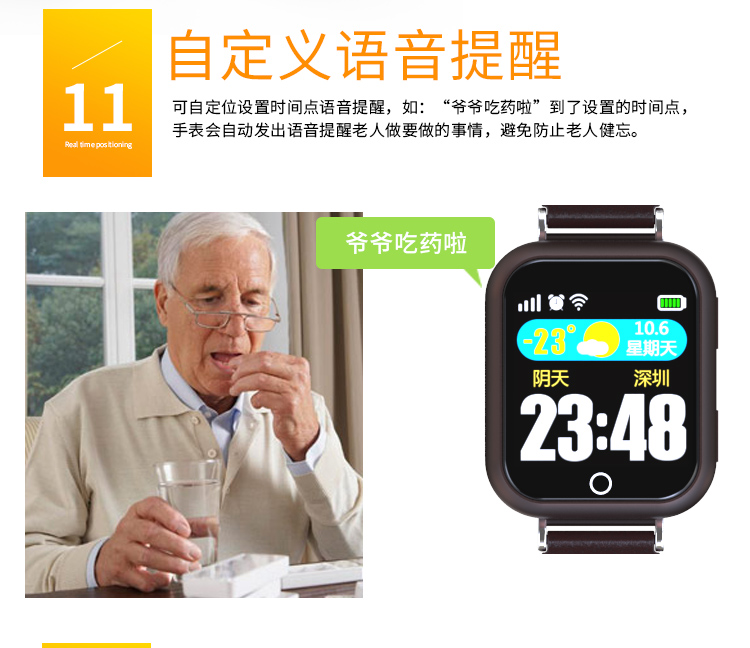 11
Real time positioning
自定义语音提醒
可自定位设置时间点语音提醒，如：“爷爷吃药啦”到了设置的时间点，
手表会自动发出语音提醒老人做要做的事情，避免防止老人健忘。
爷爷吃药啦
-23° 10.6
星期天
阴天 深圳
23:48